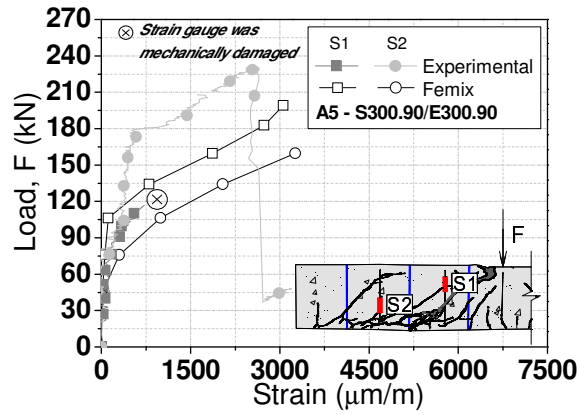 Strain gauge was
mechanically damaged
S1 S2
Experimental
Femix
A5 - S300.90/E300.90
270
240
210
180
150
120
90
60
30
0
Load, F (kN)
F
S1
S2
0 1500 3000 4500 6000 7500
Strain (μm/m)